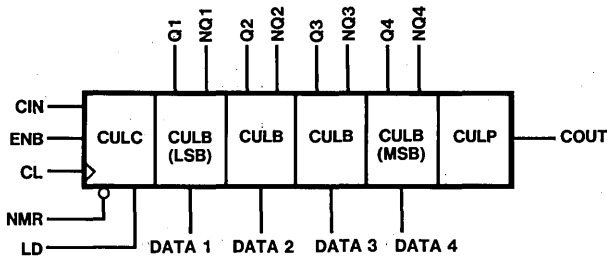 Q1 NQ1 Q2 NQ2 Q3 NQ3 Q4 NQ4
CIN
ENB
CL
NMR
LD
CULC
CULB
(LSB)
CULB
CULB
CULB
(MSB)
CULP
COUT
DATA 1 DATA 2 DATA 3 DATA 4